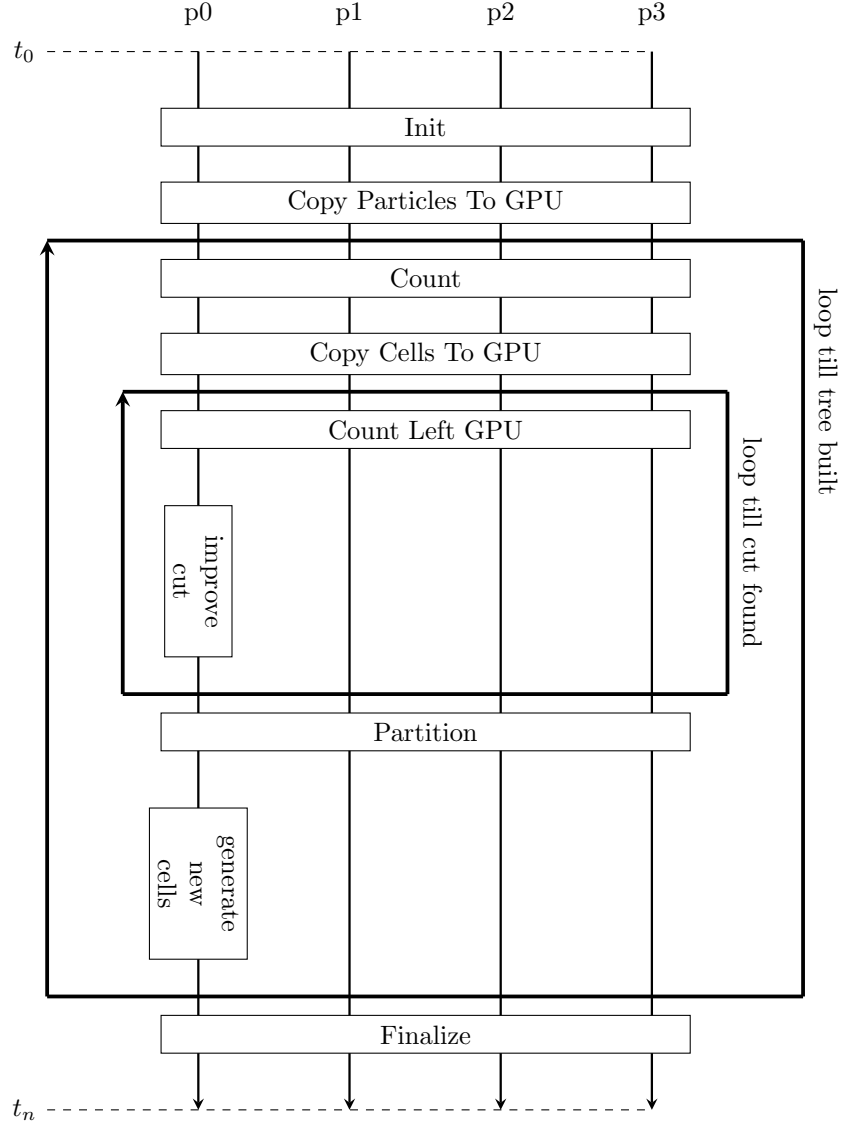 p0 p1 p2 p3
t0
Init
Copy Particles To GPU
Count
loop till tree built
Copy Cells To GPU
Count Left GPU
loop till cut found
improve
cut
Partition
generate
new
cells
Finalize
tn